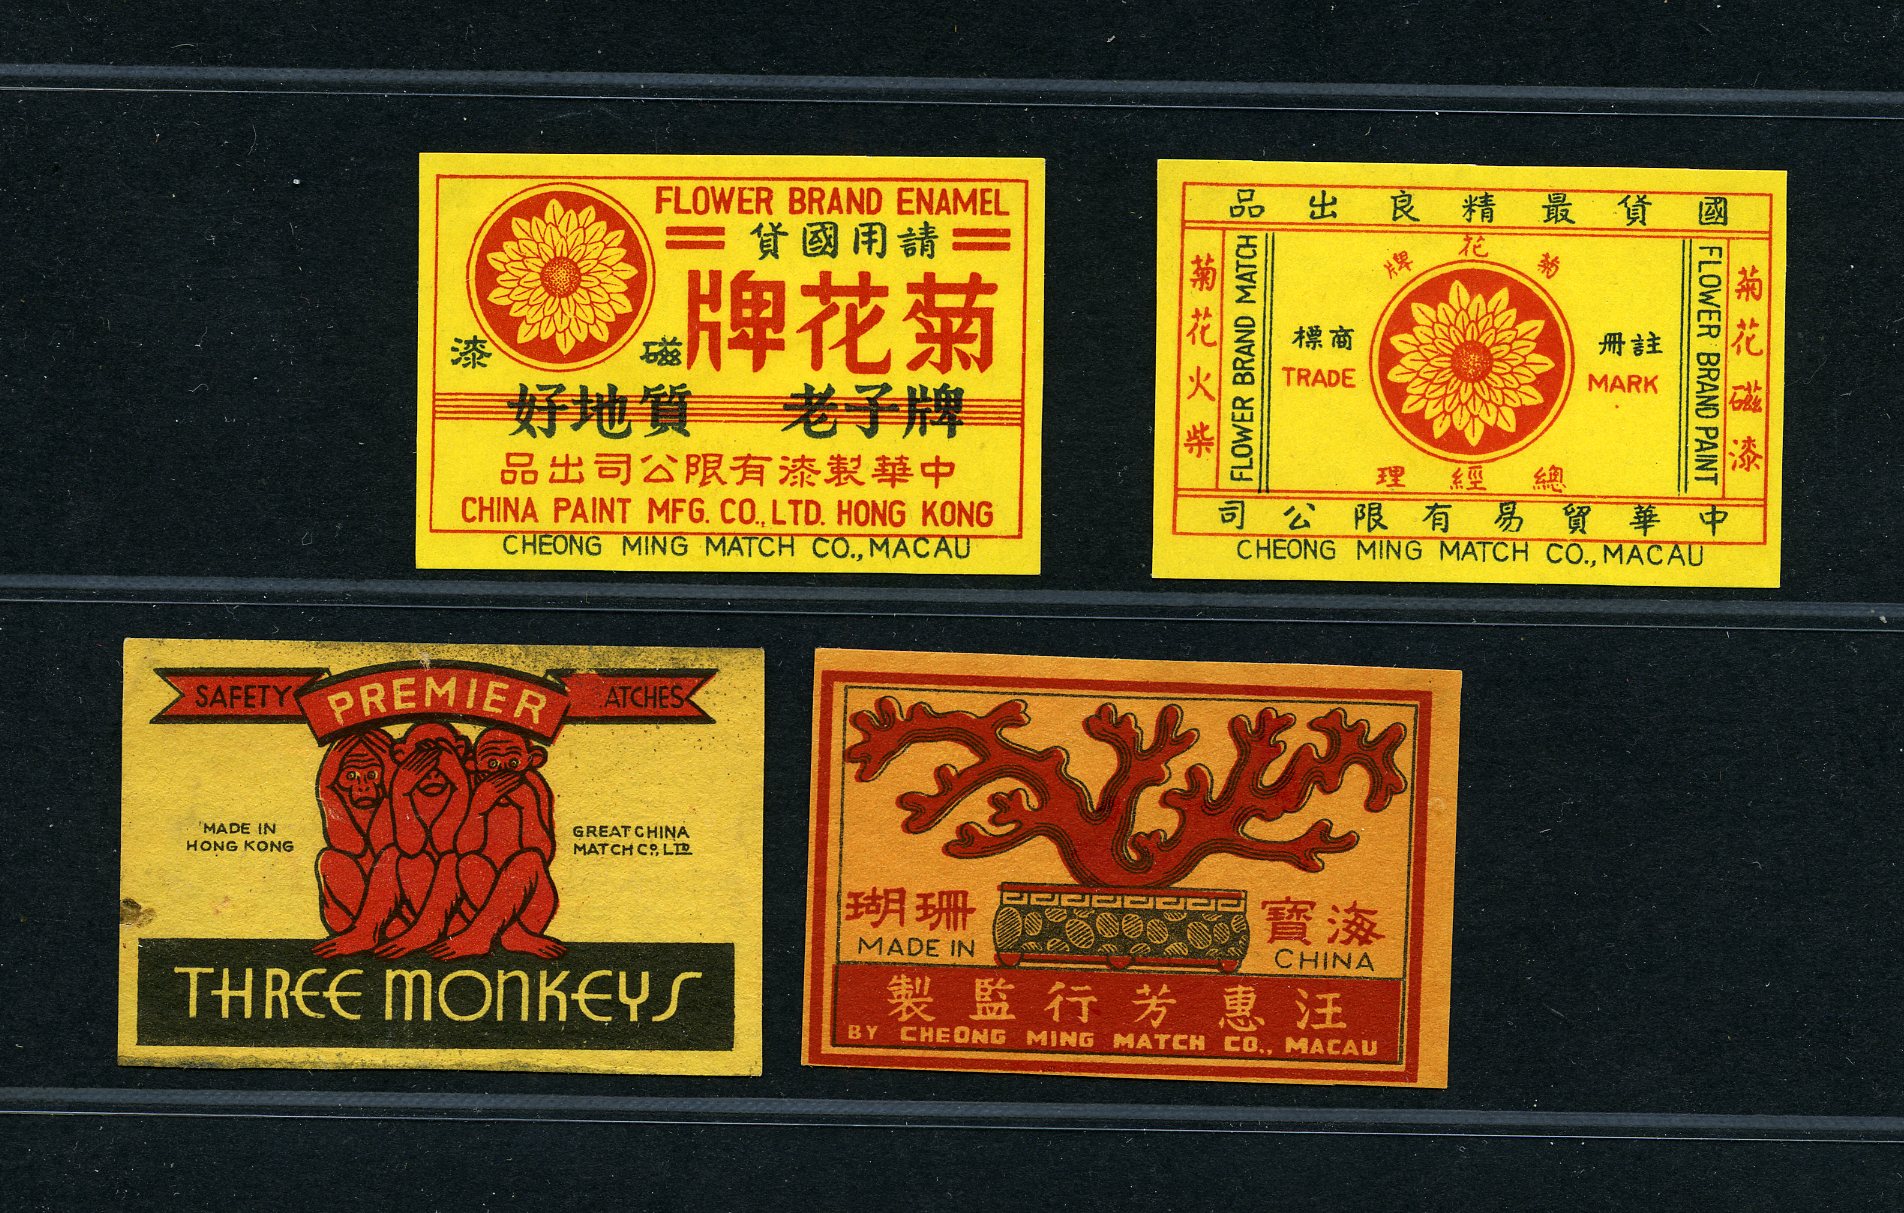 FLOWER BRAND ENAMEL
請用國貨
菊花牌
磁漆
牌子老 質地好
中華製漆有限公司出品
CHINA PAINT MFG. CO., LTD. HONG KONG
CHEONG MING MATCH CO., MACAU
國貨最精良出品
菊花火柴
FLOWER BRAND MATCH
菊花牌
商標
TRADE
註冊
MARK
總經理
FLOWER BRAND PAINT
菊花磁漆
中華貿易有限公司
CHEONG MING MATCH CO., MACAU
SAFETY PREMIER ATCHES
MADE IN
HONG KONG
GREAT CHINA
MATCH CO., LTD
THREE MONKEYS
海寶珊瑚
MADE IN CHINA
汪惠芳行監製
BY CHEONG MING MATCH CO., MACAU